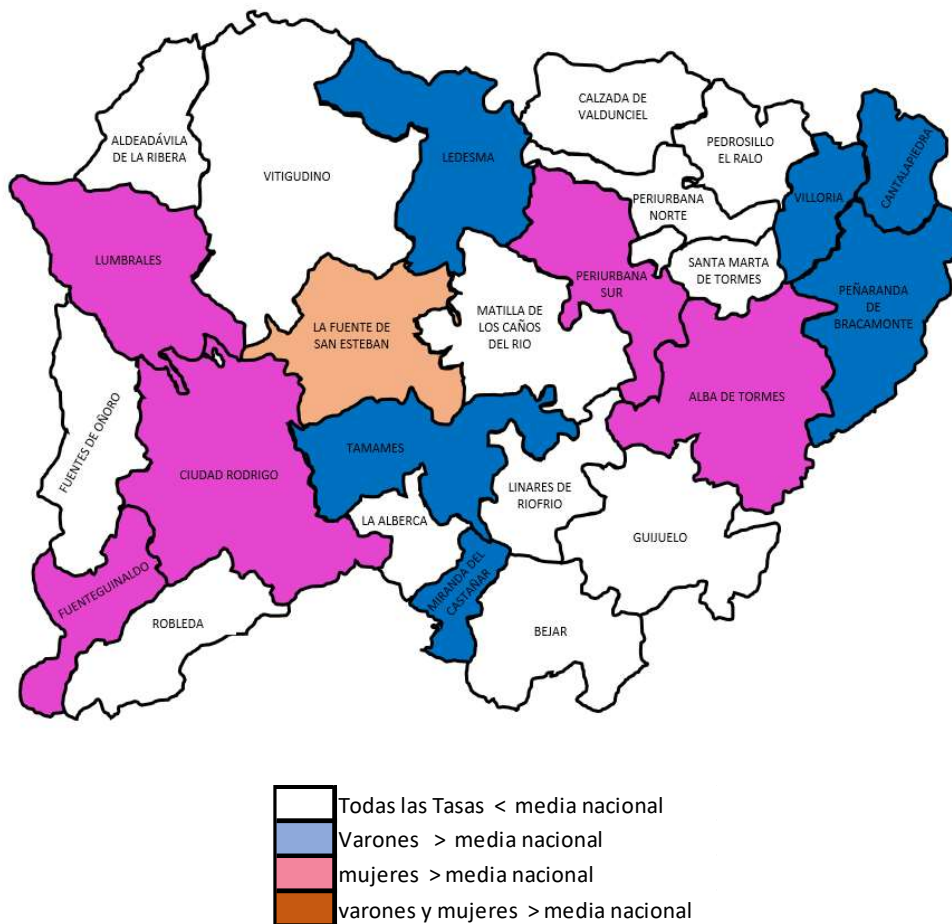 CALZADA DE
VALDUNCIEL
ALDEADÁVILA
DE LA RIBERA
PEDROSILLO
EL RALO
LEDESMA
CANTALAPIEDRA
VITIGUDINO
PERIURBANA
NORTE
VILLORIA
LUMBRALES
SANTA MARTA
DE TORMES
PERIURBANA
SUR
PEÑARANDA
DE
BRACAMONTE
MATILLA DE
LOS CAÑOS
DEL RIO
LA FUENTE DE
SAN ESTEBAN
ALBA DE TORMES
FUENTES DE OÑORO
TAMAMES
CIUDAD RODRIGO
LINARES DE
RIOFRIO
LA ALBERCA
GUIJUELO
FUENTEGUINALDO
MIRANDA DEL
CASTAÑAR
ROBLEDA
BEJAR
Todas las Tasas < media nacional
Varones > media nacional
mujeres > media nacional
varones y mujeres > media nacional